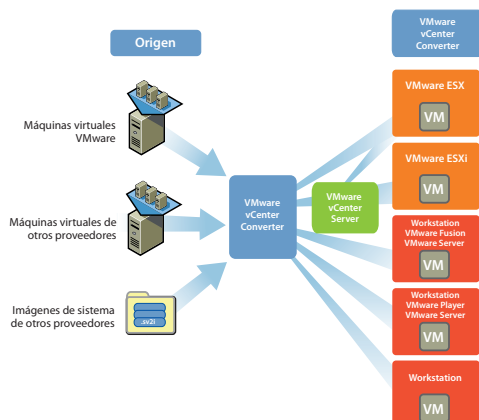 Origen
VMware
vCenter
Converter
Máquinas virtuales
VMware
Máquinas virtuales de
otros proveedores
Imágenes de sistema
de otros proveedores
.sv2i
VMware
vCenter
Converter
VMware
vCenter
Server
VMware ESX
VM
VMware ESXi
VM
Workstation
VMware Fusion
VMware Server
VM
Workstation
VMware Player
VMware Server
VM
Workstation
VM